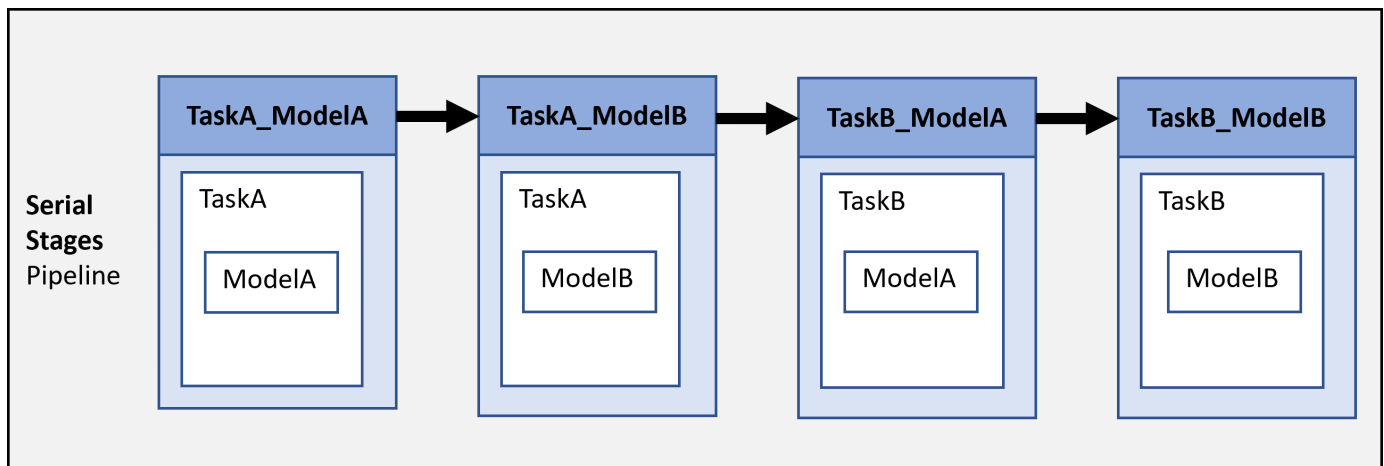 TaskA_ModelA
TaskA_ModelB
TaskB_ModelA
TaskB_ModelB
Serial
Stages
Pipeline
TaskA
ModelA
TaskA
ModelB
TaskB
ModelA
TaskB
ModelB